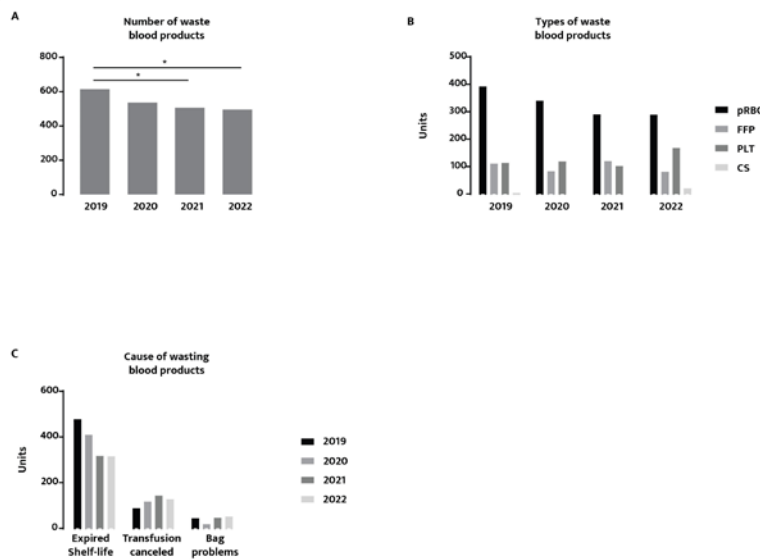 A
Number of waste
blood products
800
600
400
200
0
*
*
2019
2020
2021
2022
B
Types of waste
blood products
Units
500
400
300
200
100
0
2019
2020
2021
2022
pRBC
FFP
PLT
CS
C
Cause of wasting
blood products
Units
600
400
200
0
Expired
Shelf-life
Transfusion
canceled
Bag
problems
2019
2020
2021
2022